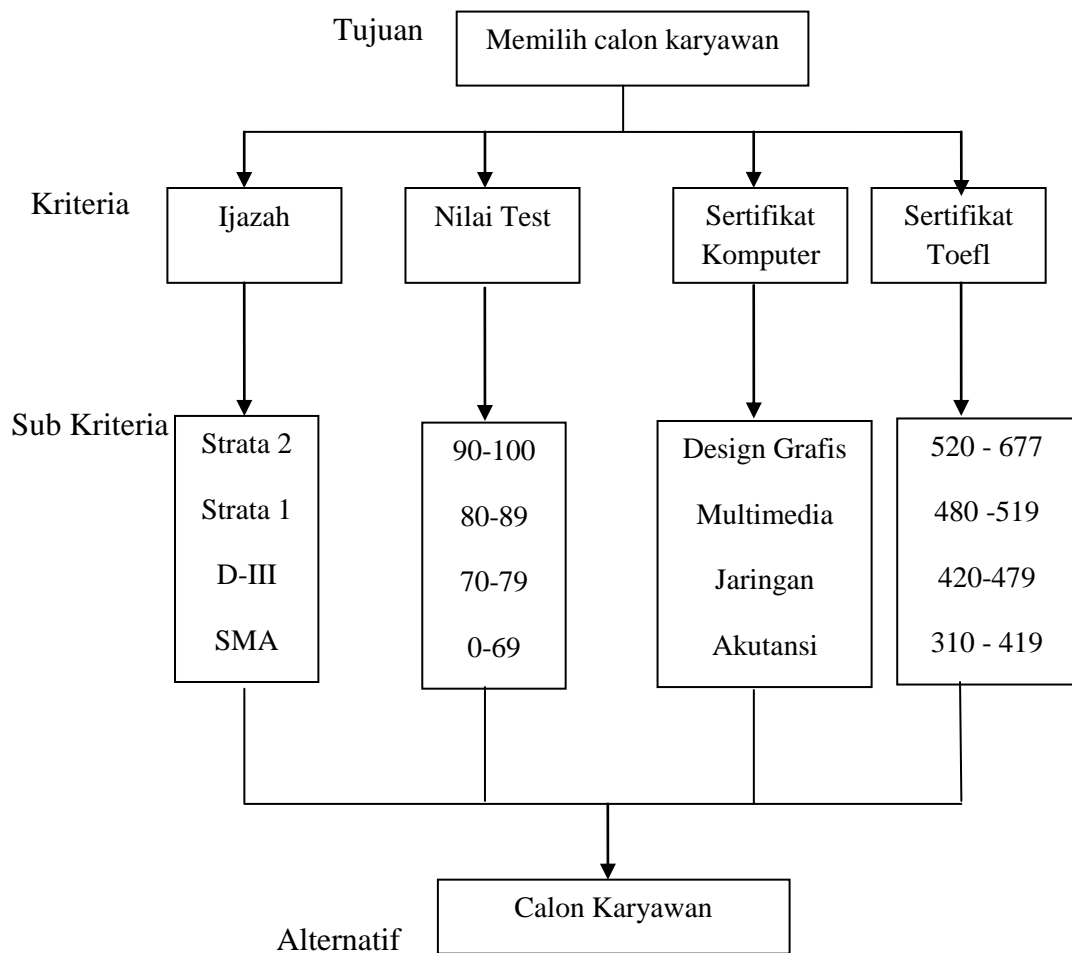 Tujuan
Memilih calon karyawan
Kriteria
Ijazah
Nilai Test
Sertifikat
Komputer
Sertifikat
Toefl
Sub Kriteria
Strata 2
Strata 1
D-III
SMA
90-100
80-89
70-79
0-69
Design Grafis
Multimedia
Jaringan
Akutansi
520 - 677
480 -519
420-479
310 - 419
Calon Karyawan
Alternatif